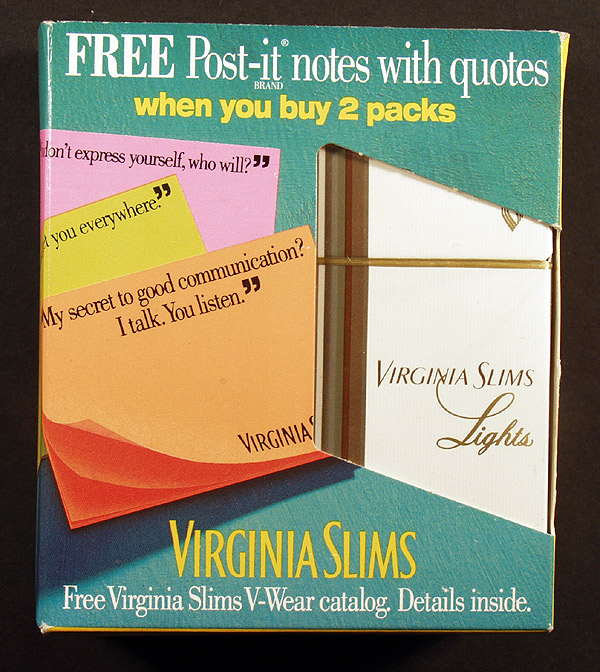 FREE Post-it® notes with quotes
BRAND
when you buy 2 packs
don't express yourself, who will?”
you everywhere.”
My secret to good communication?
I talk. You listen.”
VIRGINIA S
VIRGINIA SLIMS
Lights
VIRGINIA SLIMS
Free Virginia Slims V-Wear catalog. Details inside.